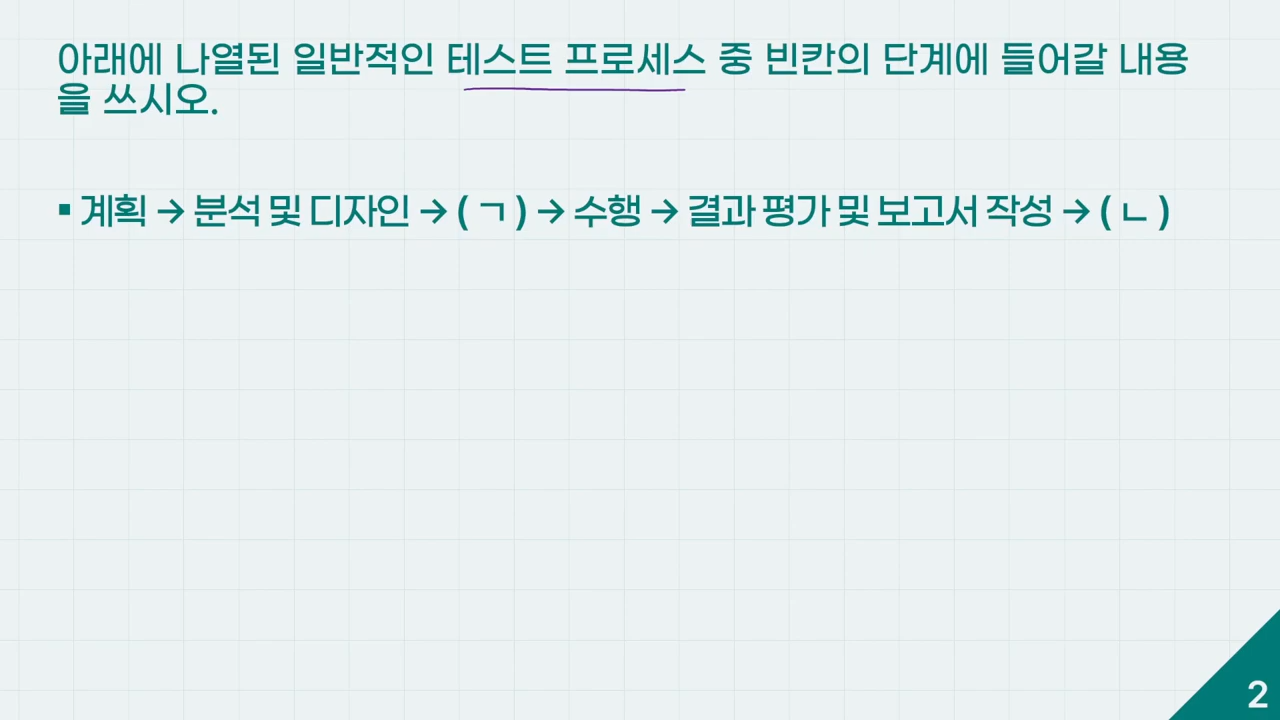 아래에 나열된 일반적인 테스트 프로세스 중 빈칸의 단계에 들어갈 내용
을 쓰시오.
▪ 계획 → 분석 및 디자인 → ( ㄱ ) → 수행 → 결과 평가 및 보고서 작성 → ( ㄴ )
2